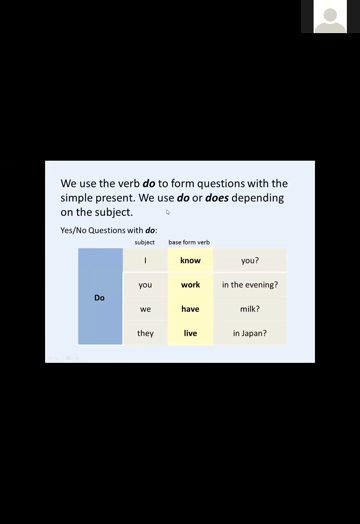 We use the verb do to form questions with the
simple present. We use do or does depending
on the subject.
Yes/No Questions with do:
subject base form verb
Do
I know you?
you work in the evening?
we have milk?
they live in Japan?